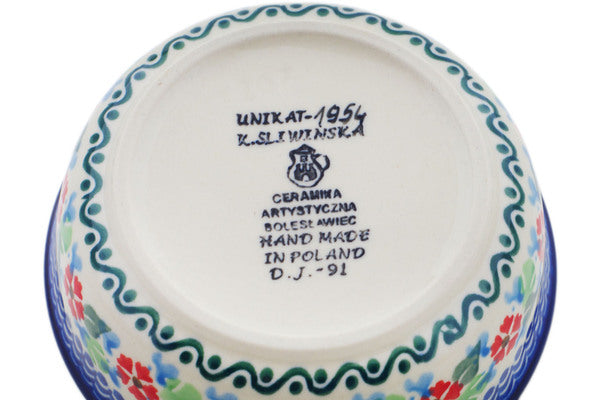 UNIKAT-1954
K.SLIWINSKA
CERAMIKA
ARTYSTYCZNA
BOLESŁAWIEC
HAND MADE
IN POLAND
D.J.-91